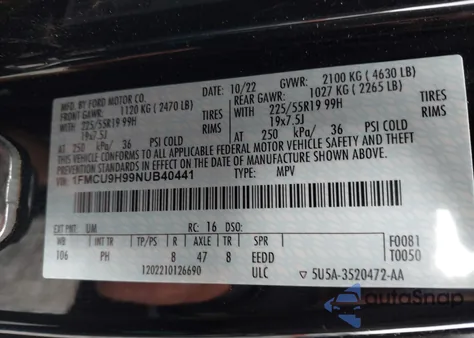 MFD. BY FORD MOTOR CO.
DATE: 10/22 GVWR: 2100 KG ( 4630 LB)
FRONT GAWR: 1120 KG ( 2470 LB)
REAR GAWR: 1027 KG ( 2265 LB)
225/55R19 99H TIRES 225/55R19 99H TIRES
19x7.5J RIMS 19x7.5J RIMS
AT 250 kPa/ 36 PSI COLD AT 250 kPa/ 36 PSI COLD
THIS VEHICLE CONFORMS TO ALL APPLICABLE FEDERAL MOTOR VEHICLE SAFETY AND THEFT
PREVENTION STANDARDS IN EFFECT ON THE DATE OF MANUFACTURE SHOWN ABOVE.
VIN: 1FMCU9H99NUB40441 TYPE: MPV
EXT PNT: UM RC: 16 DSO:
WB TP/PS R AXLE TR SPR F0081
106 PH 8 47 8 EEDD T0050
1202210126690 ULC 5U5A-3520472-AA
autoSnap